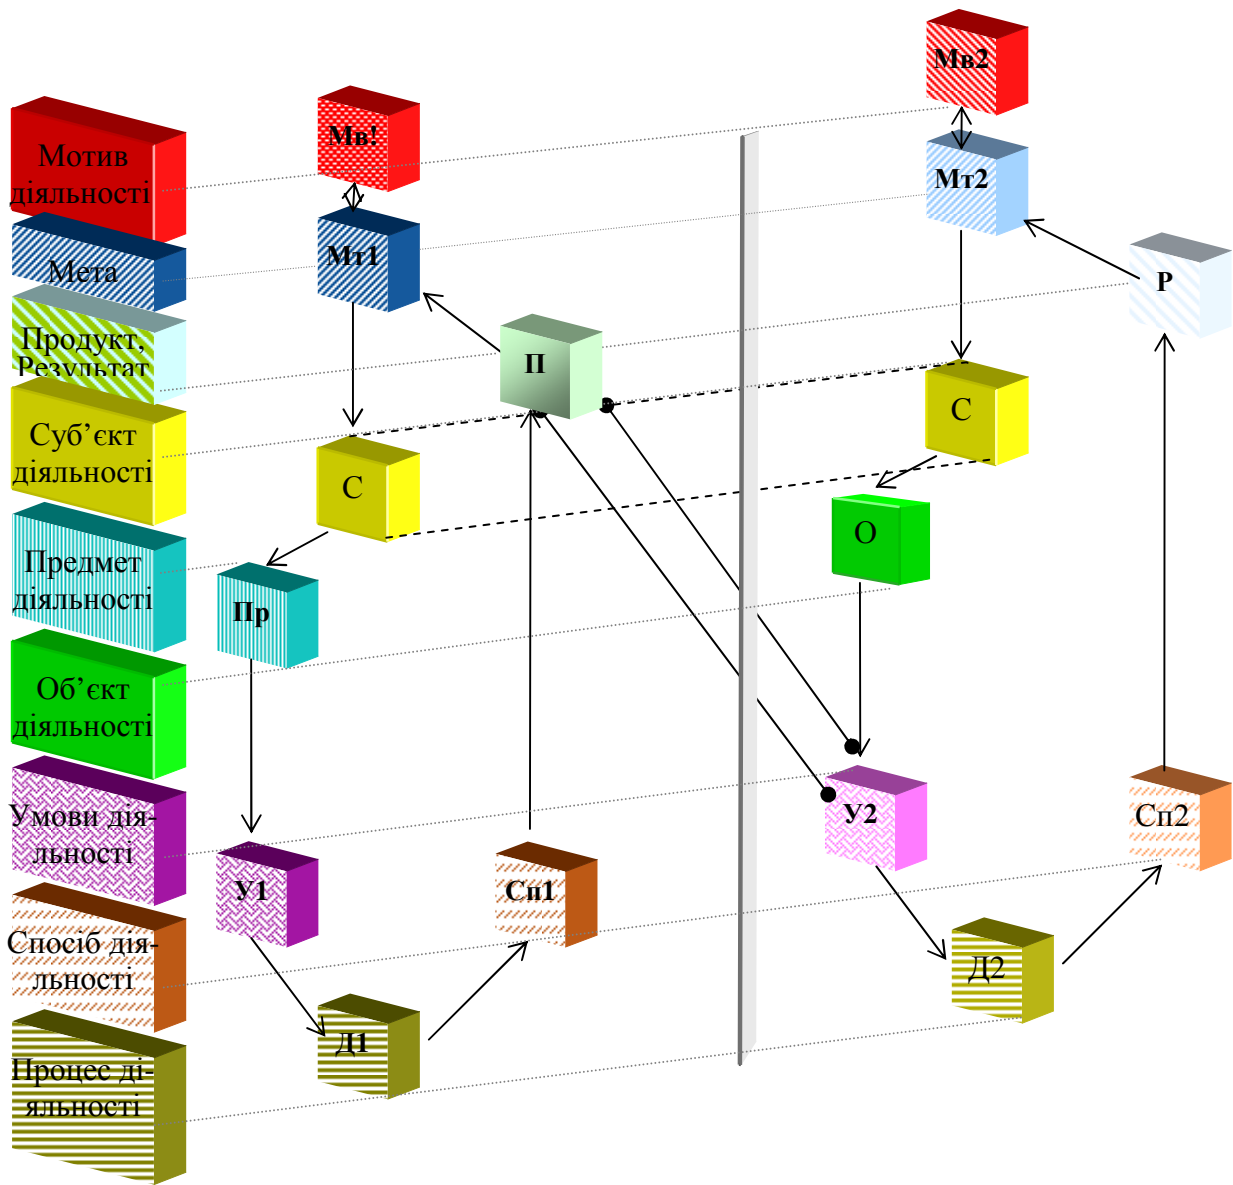 Мотив
діяльності
Мета
Продукт,
Результат
Суб’єкт
діяльності
Предмет
діяльності
Об’єкт
діяльності
Умови дія-
льності
Спосіб дія-
льності
Процес ді-
яльності
Мв!
Мт1
П
С
Пр
У1
Сп1
Д1
Мв2
Мт2
Р
С
О
У2
Сп2
Д2